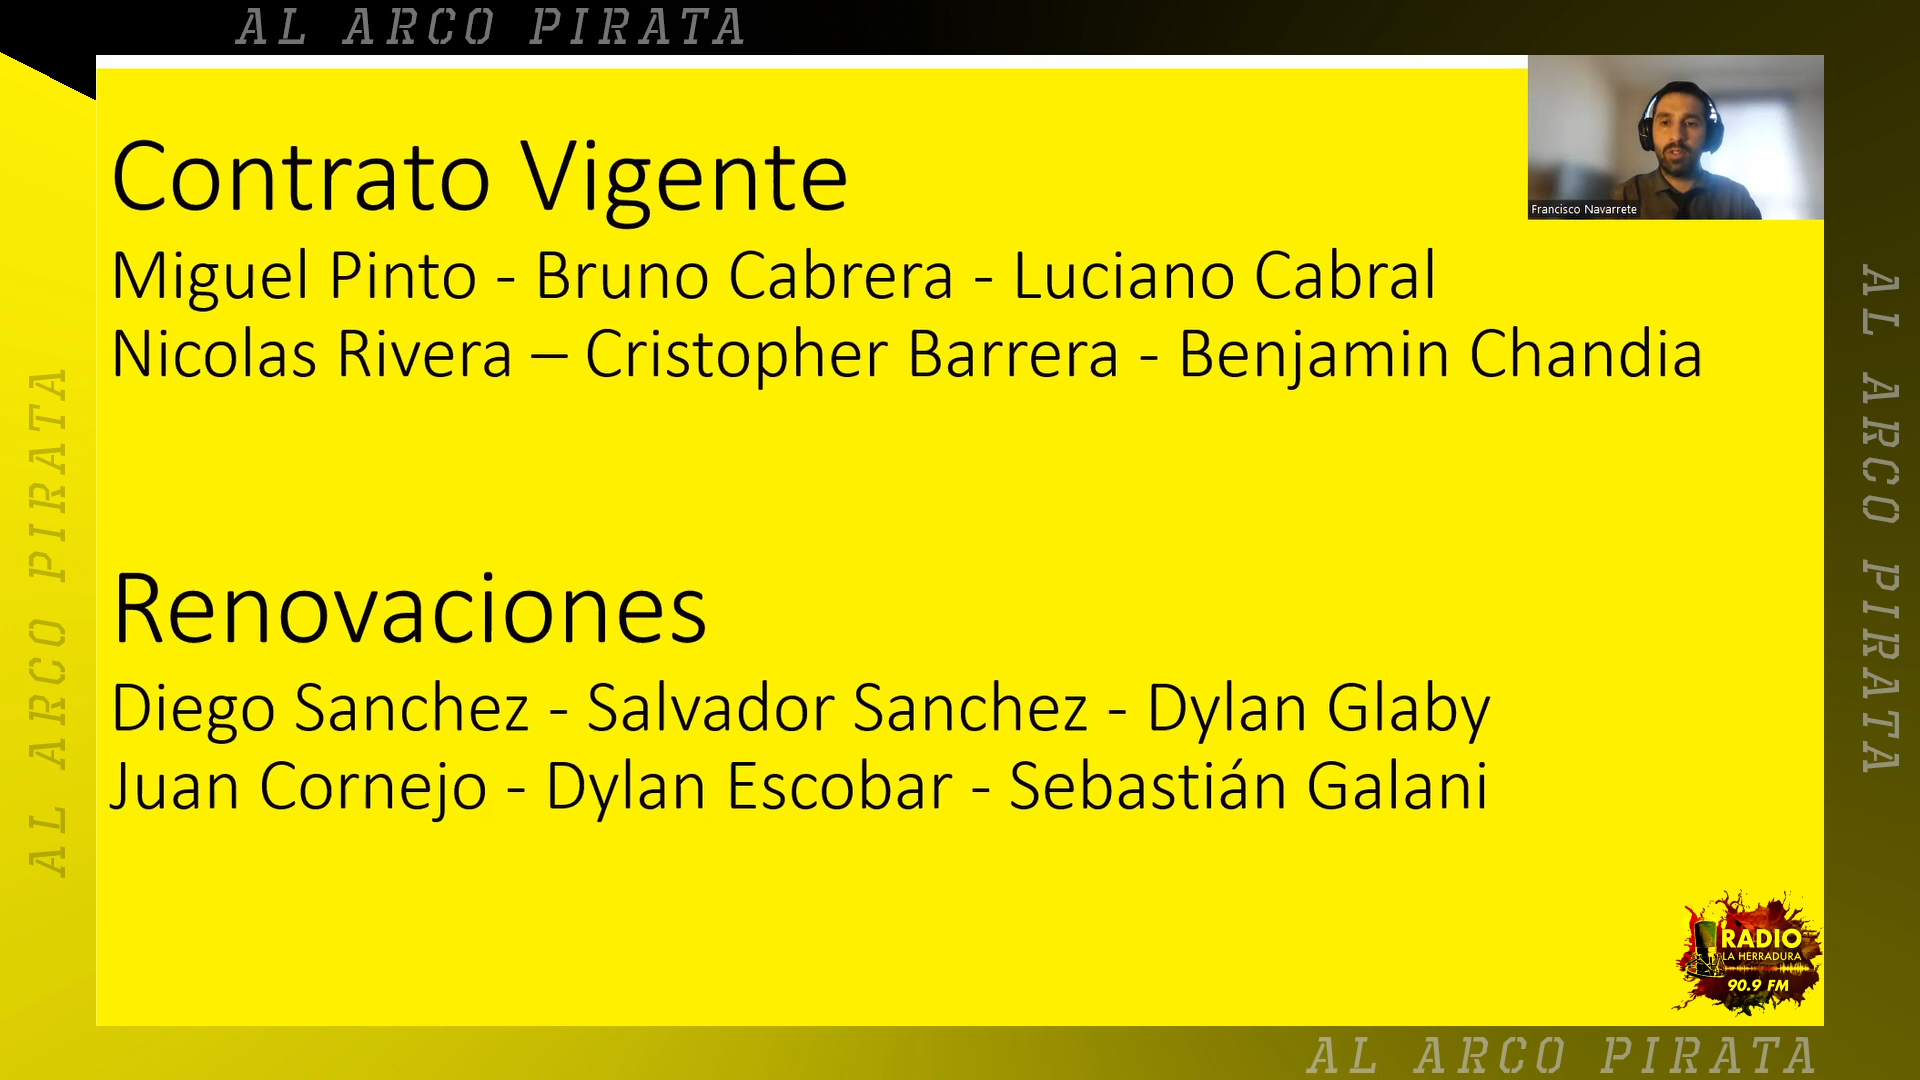 AL ARCO PIRATA
Francisco Navarrete
Contrato Vigente
Miguel Pinto - Bruno Cabrera - Luciano Cabral
Nicolas Rivera – Cristopher Barrera - Benjamin Chandia
Renovaciones
Diego Sanchez - Salvador Sanchez - Dylan Glaby
Juan Cornejo - Dylan Escobar - Sebastián Galani
AL ARCO PIRATA
AL ARCO PIRATA
RADIO
LA HERRADURA
90.9 FM
AL ARCO PIRATA